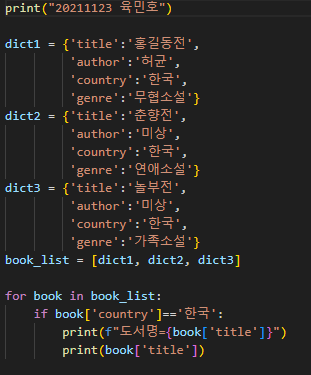 print("20211123 육민호")
dict1 = {'title':'홍길동전',
'author':'허균',
'country':'한국',
'genre':'무협소설'}
dict2 = {'title':'춘향전',
'author':'미상',
'country':'한국',
'genre':'연애소설'}
dict3 = {'title':'놀부전',
'author':'미상',
'country':'한국',
'genre':'가족소설'}
book_list = [dict1, dict2, dict3]
for book in book_list:
if book['country']=='한국':
print(f"도서명={book['title']}")
print(book['title'])